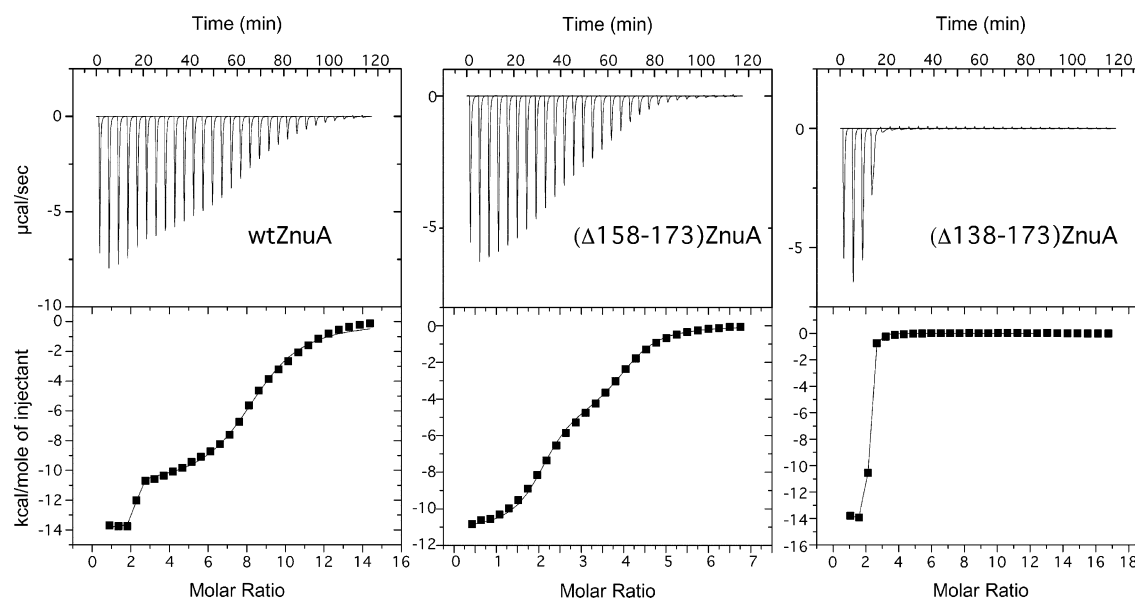 Time (min)
Time (min)
Time (min)
0 20 40 60 80 100 120
0 20 40 60 80 100 120
0 20 40 60 80 100 120
0
-5
-10
µcal/sec
wtZnuA
0
-5
(Δ158-173)ZnuA
0
-5
(Δ138-173)ZnuA
0
-2
-4
-6
-8
-10
-12
-14
kcal/mole of injectant
0 2 4 6 8 10 12 14 16
Molar Ratio
0
-2
-4
-6
-8
-10
-12
0 1 2 3 4 5 6 7
Molar Ratio
0
-2
-4
-6
-8
-10
-12
-14
-16
0 2 4 6 8 10 12 14 16 18
Molar Ratio